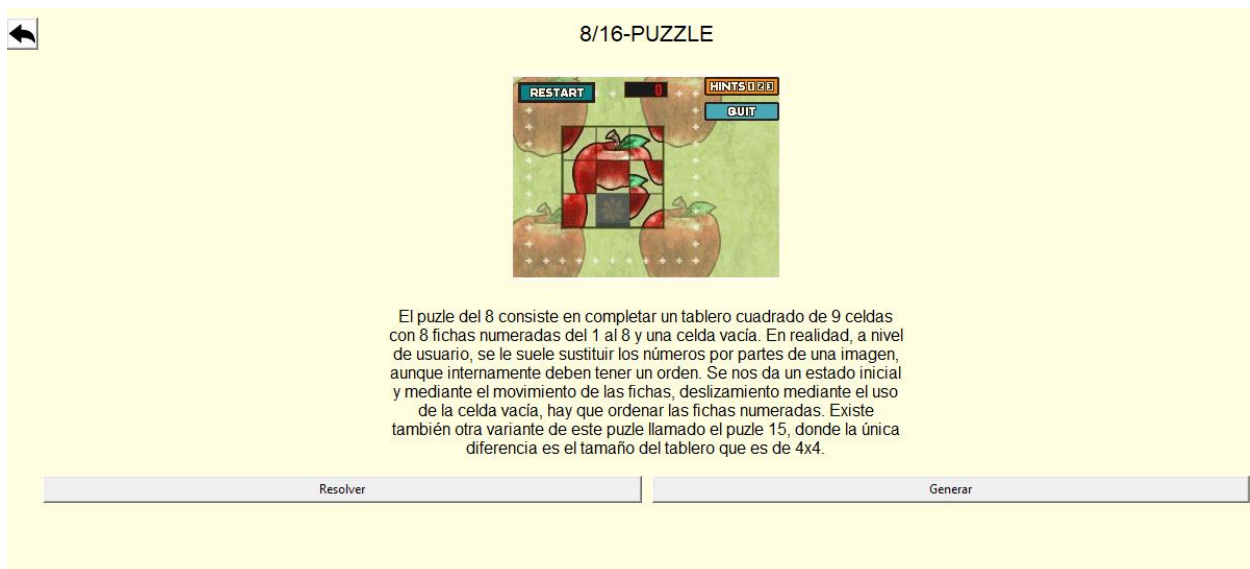 8/16-PUZZLE
RESTART
0
HINTS 1 2 3
QUIT
El puzle del 8 consiste en completar un tablero cuadrado de 9 celdas
con 8 fichas numeradas del 1 al 8 y una celda vacía. En realidad, a nivel
de usuario, se le suele sustituir los números por partes de una imagen,
aunque internamente deben tener un orden. Se nos da un estado inicial
y mediante el movimiento de las fichas, deslizamiento mediante el uso
de la celda vacía, hay que ordenar las fichas numeradas. Existe
también otra variante de este puzle llamado el puzle 15, donde la única
diferencia es el tamaño del tablero que es de 4x4.
Resolver
Generar